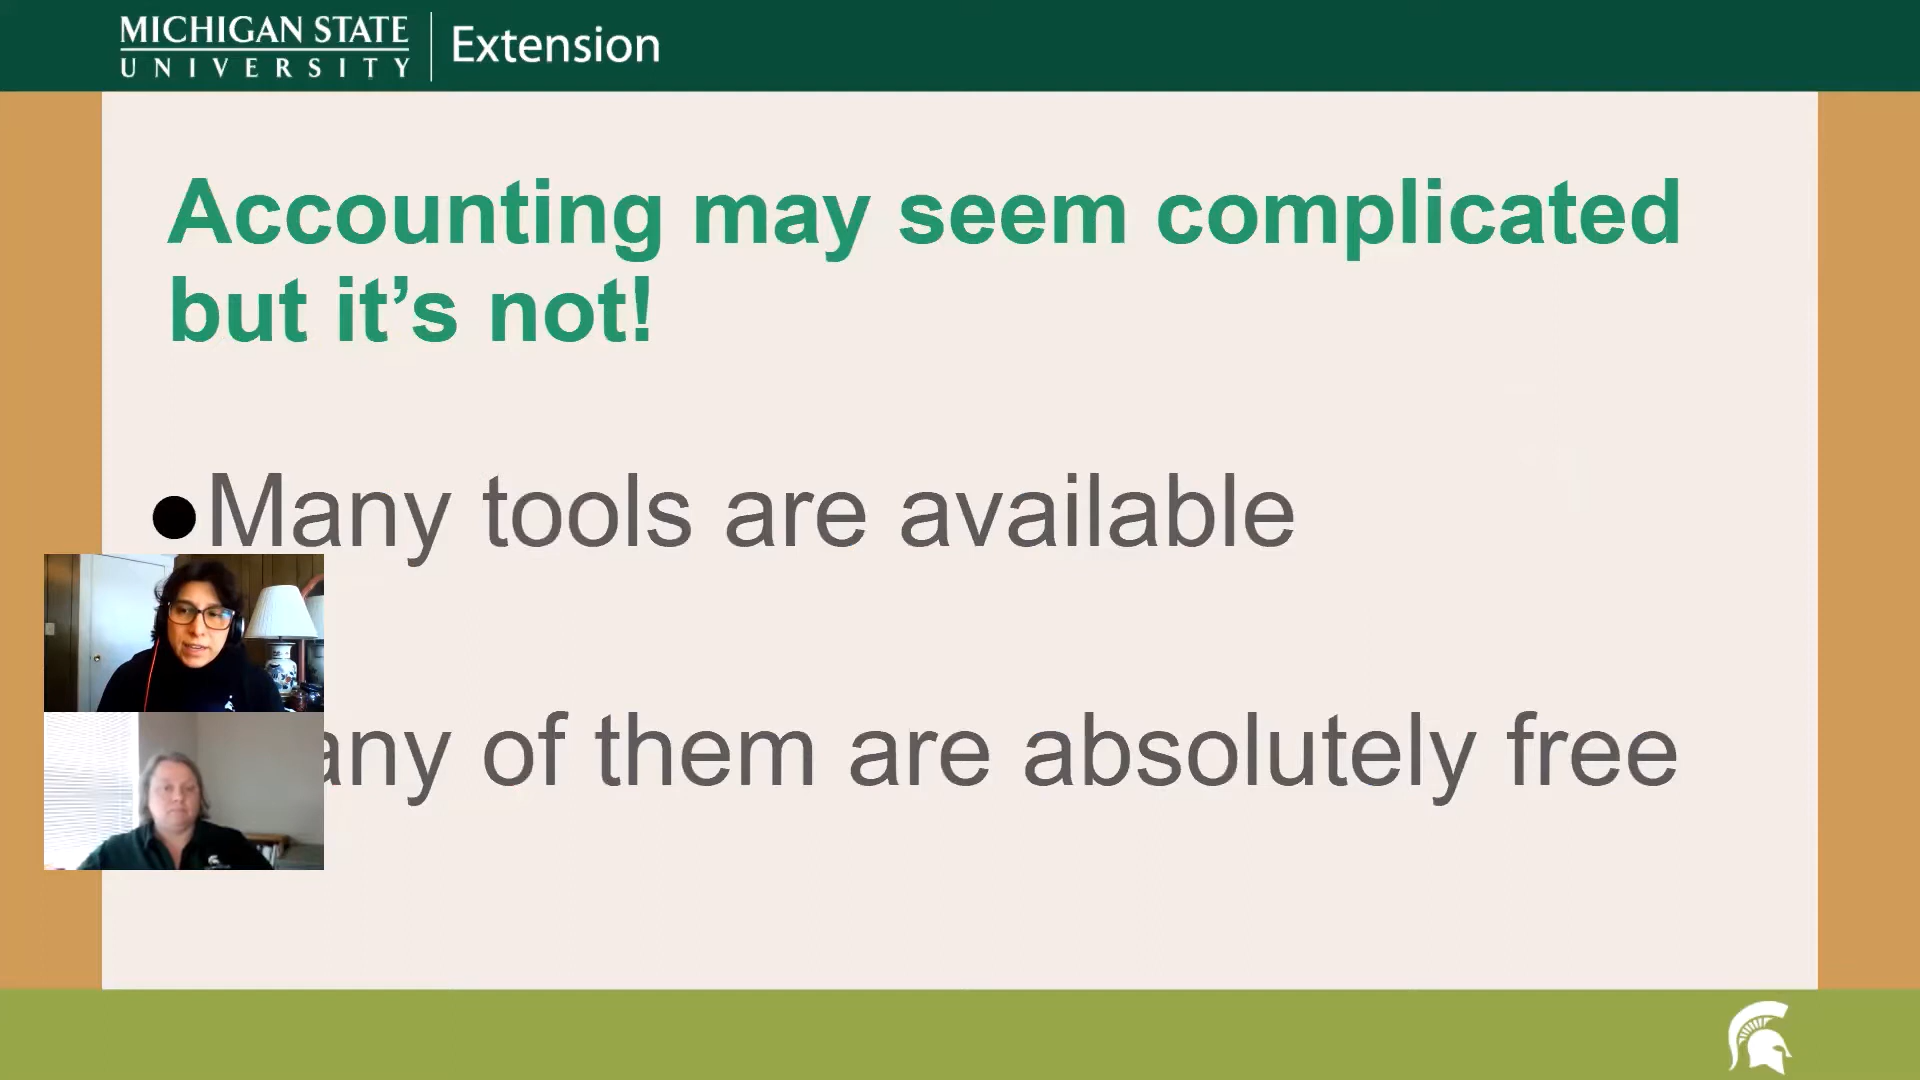 MICHIGAN STATE
UNIVERSITY
Extension
Accounting may seem complicated
but it’s not!
●Many tools are available
of them are absolutely free